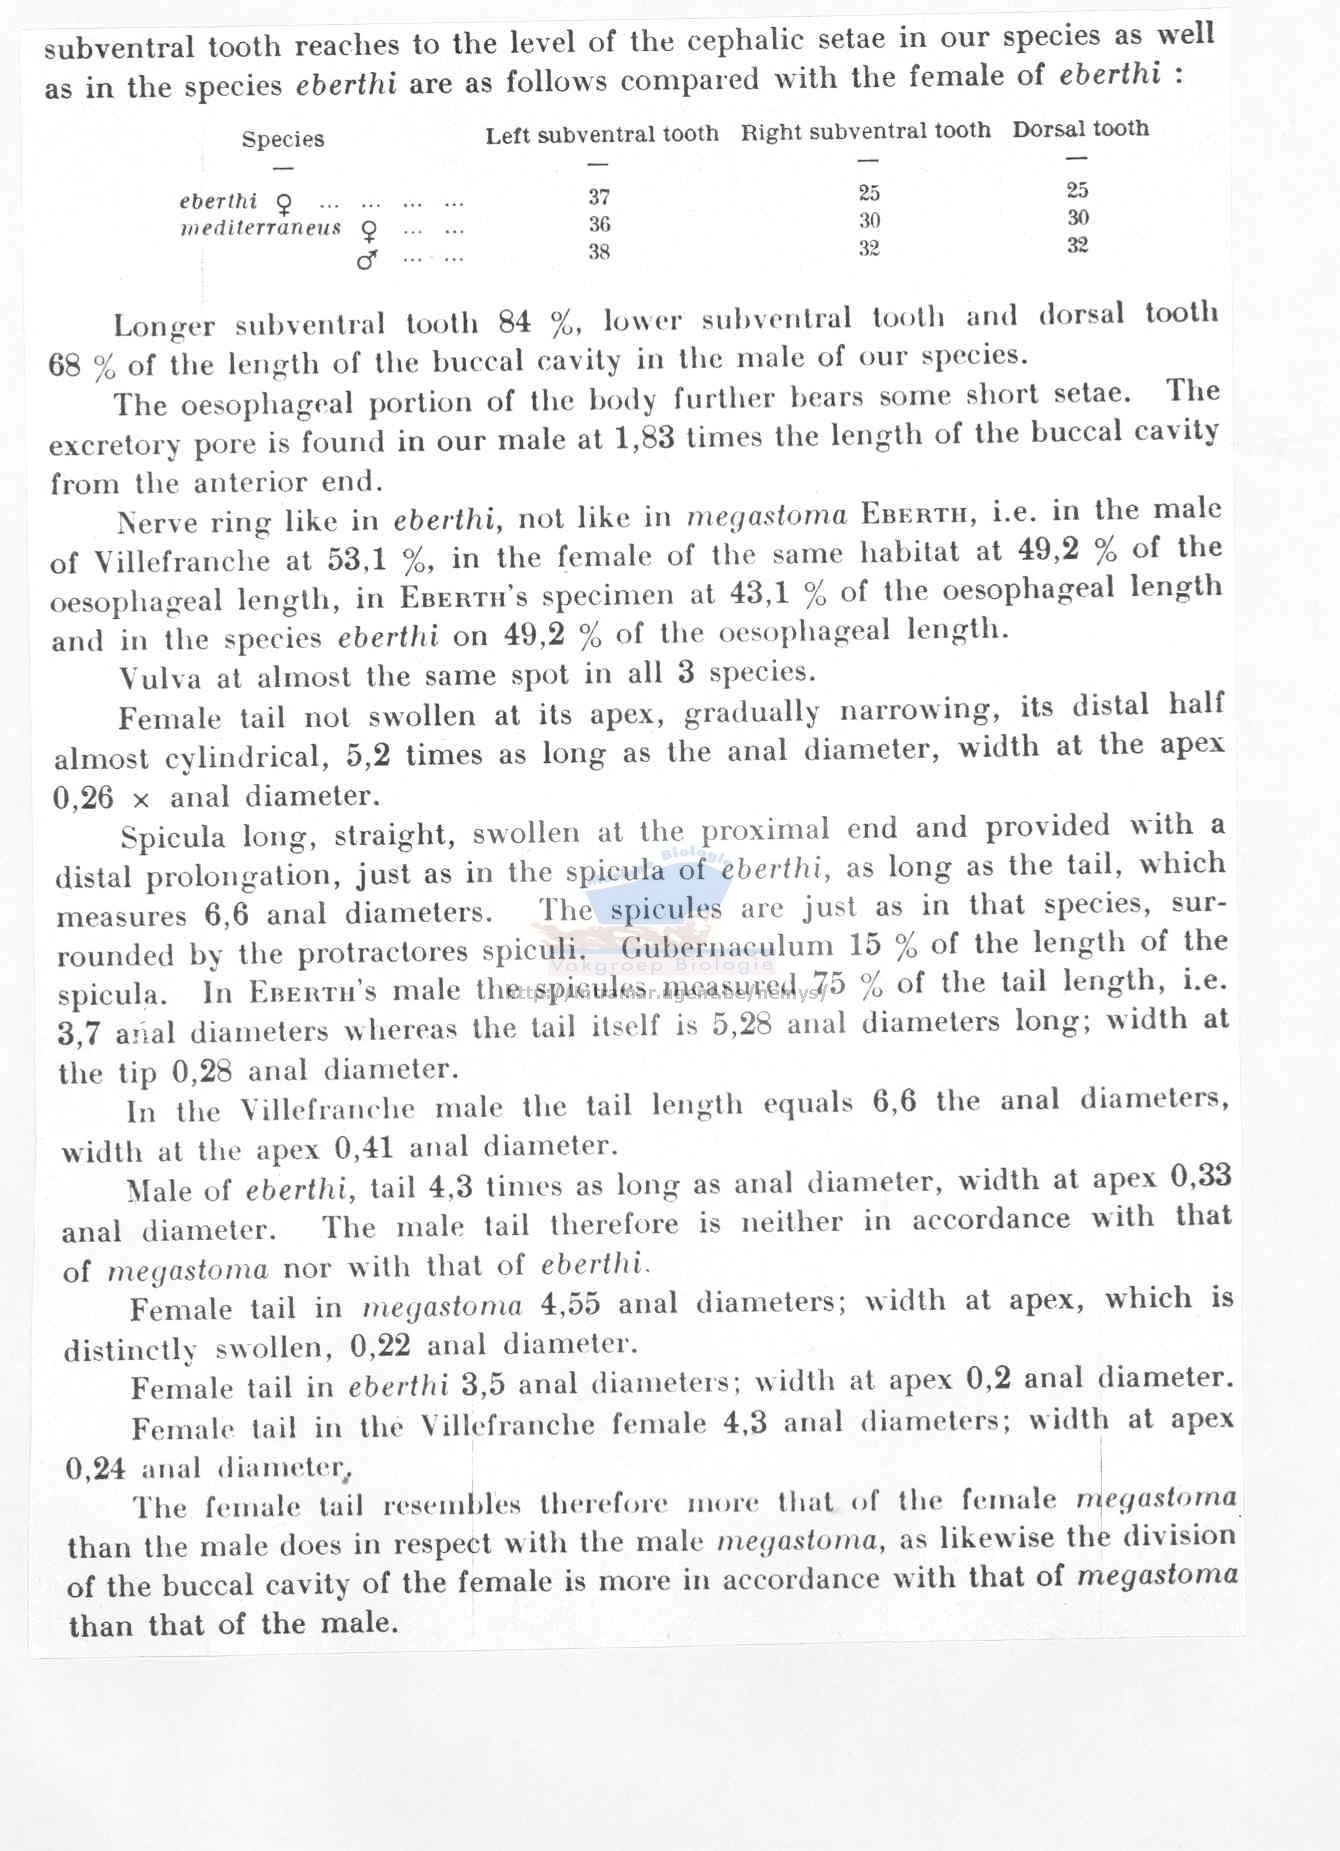 subventral tooth reaches to the level of the cephalic setae in our species as well
as in the species eberthi are as follows compared with the female of eberthi :
Species Left subventral tooth Right subventral tooth Dorsal tooth
— — — —
eberthi ♀ ... ... ... ... 37 25 25
mediterraneus ♀ ... ... 36 30 30
♂ ... ... 38 32 32
Longer subventral tooth 84 %, lower subventral tooth and dorsal tooth
68 % of the length of the buccal cavity in the male of our species.
The oesophageal portion of the body further bears some short setae. The
excretory pore is found in our male at 1,83 times the length of the buccal cavity
from the anterior end.
Nerve ring like in eberthi, not like in megastoma EBERTH, i.e. in the male
of Villefranche at 53,1 %, in the female of the same habitat at 49,2 % of the
oesophageal length, in EBERTH's specimen at 43,1 % of the oesophageal length
and in the species eberthi on 49,2 % of the oesophageal length.
Vulva at almost the same spot in all 3 species.
Female tail not swollen at its apex, gradually narrowing, its distal half
almost cylindrical, 5,2 times as long as the anal diameter, width at the apex
0,26 x anal diameter.
Spicula long, straight, swollen at the proximal end and provided with a
distal prolongation, just as in the spicula of eberthi, as long as the tail, which
measures 6,6 anal diameters. The spicules are just as in that species, sur-
rounded by the protractores spiculi. Gubernaculum 15 % of the length of the
spicula. In EBERTH's male the spicules measured 75 % of the tail length, i.e.
3,7 anal diameters whereas the tail itself is 5,28 anal diameters long; width at
the tip 0,28 anal diameter.
In the Villefranche male the tail length equals 6,6 the anal diameters,
width at the apex 0,41 anal diameter.
Male of eberthi, tail 4,3 times as long as anal diameter, width at apex 0,33
anal diameter. The male tail therefore is neither in accordance with that
of megastoma nor with that of eberthi.
Female tail in megastoma 4,55 anal diameters; width at apex, which is
distinctly swollen, 0,22 anal diameter.
Female tail in eberthi 3,5 anal diameters; width at apex 0,2 anal diameter.
Female tail in the Villefranche female 4,3 anal diameters; width at apex
0,24 anal diameter.
The female tail resembles therefore more that of the female megastoma
than the male does in respect with the male megastoma, as likewise the division
of the buccal cavity of the female is more in accordance with that of megastoma
than that of the male.
Biologie
Vakgroep Biologie